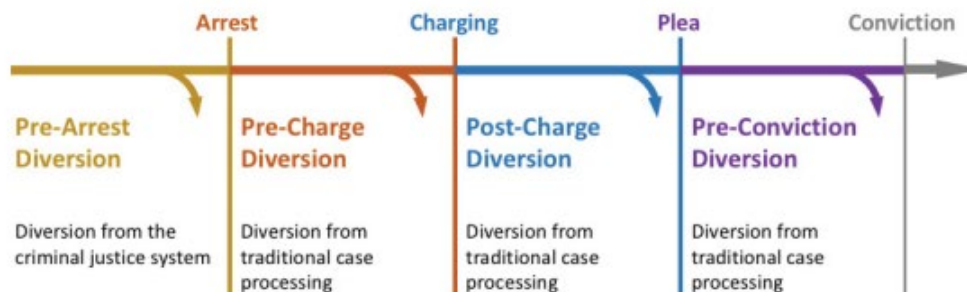 Arrest
Charging
Plea
Conviction
Pre-Arrest
Diversion
Pre-Charge
Diversion
Post-Charge
Diversion
Pre-Conviction
Diversion
Diversion from the
criminal justice system
Diversion from
traditional case
processing
Diversion from
traditional case
processing
Diversion from
traditional case
processing